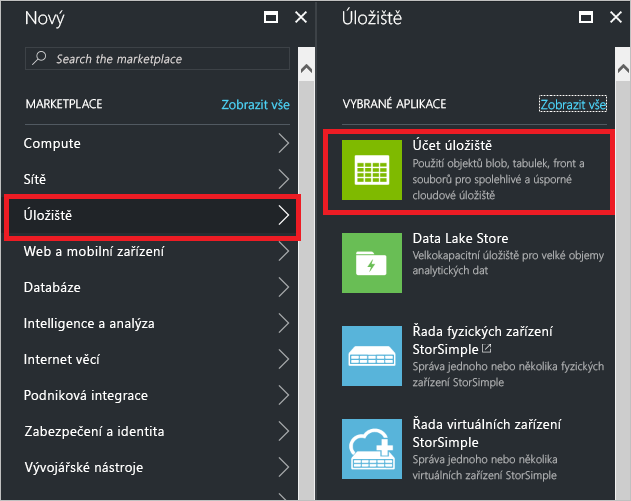 Nový
Search the marketplace
MARKETPLACE Zobrazit vše
Compute
Sítě
Úložiště
Web a mobilní zařízení
Databáze
Intelligence a analýza
Internet věcí
Podniková integrace
Zabezpečení a identita
Vývojářské nástroje
Úložiště
VYBRANÉ APLIKACE Zobrazit vše
Účet úložiště
Použití objektů blob, tabulek, front a
souborů pro spolehlivé a úsporné
cloudové úložiště
Data Lake Store
Velkokapacitní úložiště pro velké objemy
analytických dat
Řada fyzických zařízení
StorSimple
Správa jednoho nebo několika fyzických
zařízení StorSimple
Řada virtuálních zařízení
StorSimple
Správa jednoho nebo několika
virtuálních zařízení StorSimple